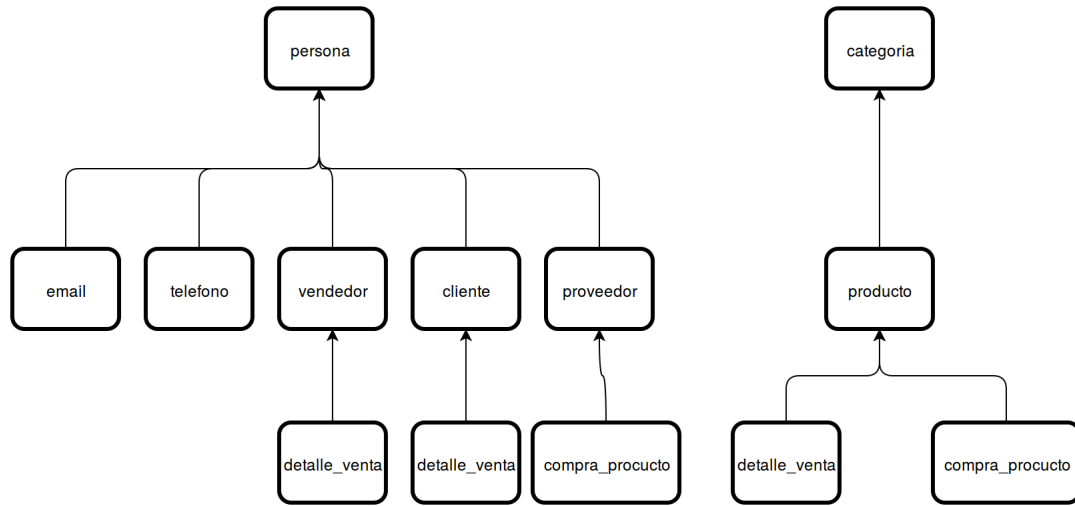 persona
categoria
email
telefono
vendedor
cliente
proveedor
producto
detalle_venta
detalle_venta
compra_procucto
detalle_venta
compra_procucto